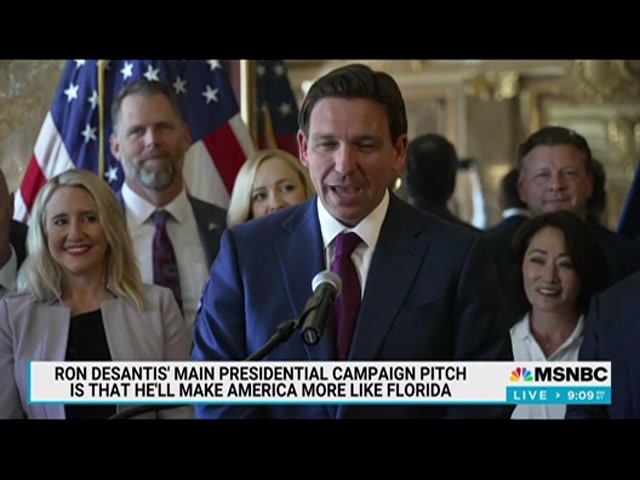 RON DESANTIS' MAIN PRESIDENTIAL CAMPAIGN PITCH
IS THAT HE'LL MAKE AMERICA MORE LIKE FLORIDA
MSNBC
LIVE > 9:09